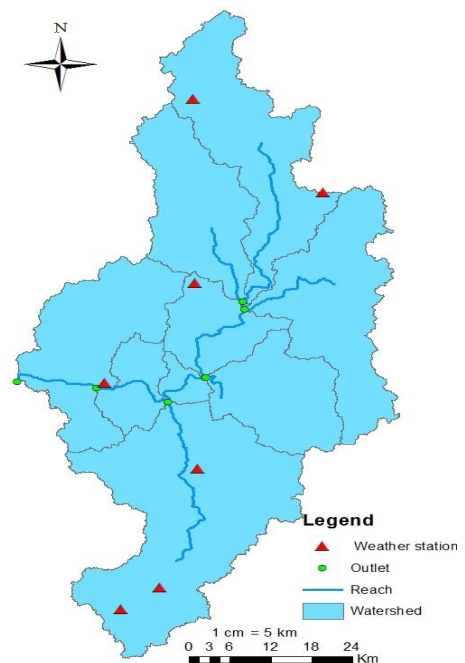 N
Legend
Weather station
Outlet
Reach
Watershed
1 cm = 5 km
0 3 6 12 18 24
Km